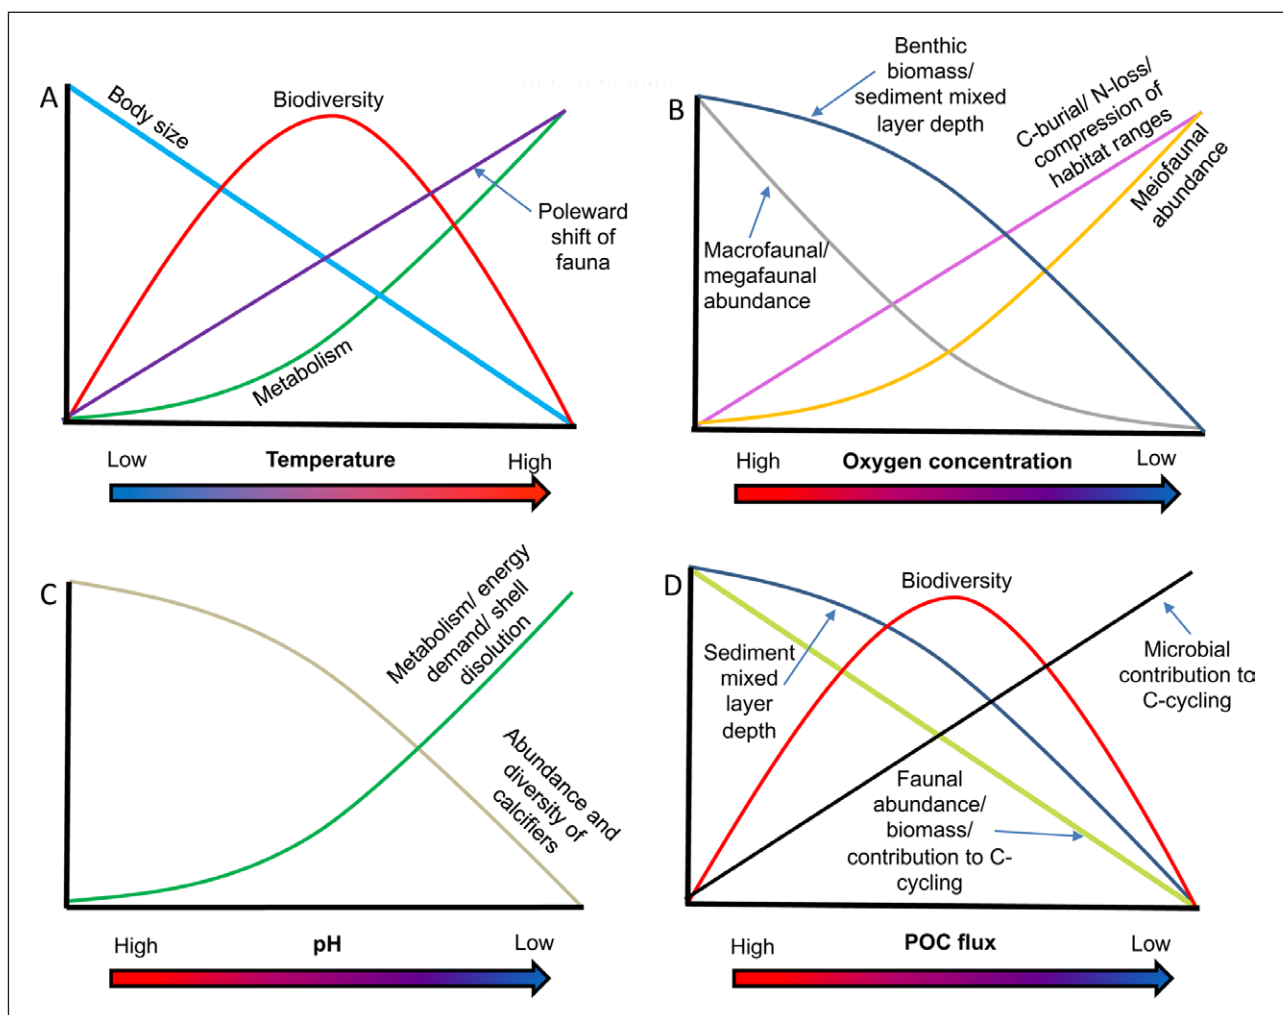 A
Body size
Biodiversity
Poleward
shift of
fauna
Metabolism
Low
Temperature
High
B
Benthic
biomass/
sediment mixed
layer depth
C-burial/ N-loss/
compression of
habitat ranges
Meiofaunal
abundance
Macrofaunal/
megafaunal
abundance
High
Oxygen concentration
Low
C
Metabolism/ energy
demand/ shell
disolution
Abundance and
diversity of
calcifiers
High
pH
Low
D
Biodiversity
Sediment
mixed
layer
depth
Microbial
contribution to
C-cycling
Faunal
abundance/
biomass/
contribution to C-
cycling
High
POC flux
Low